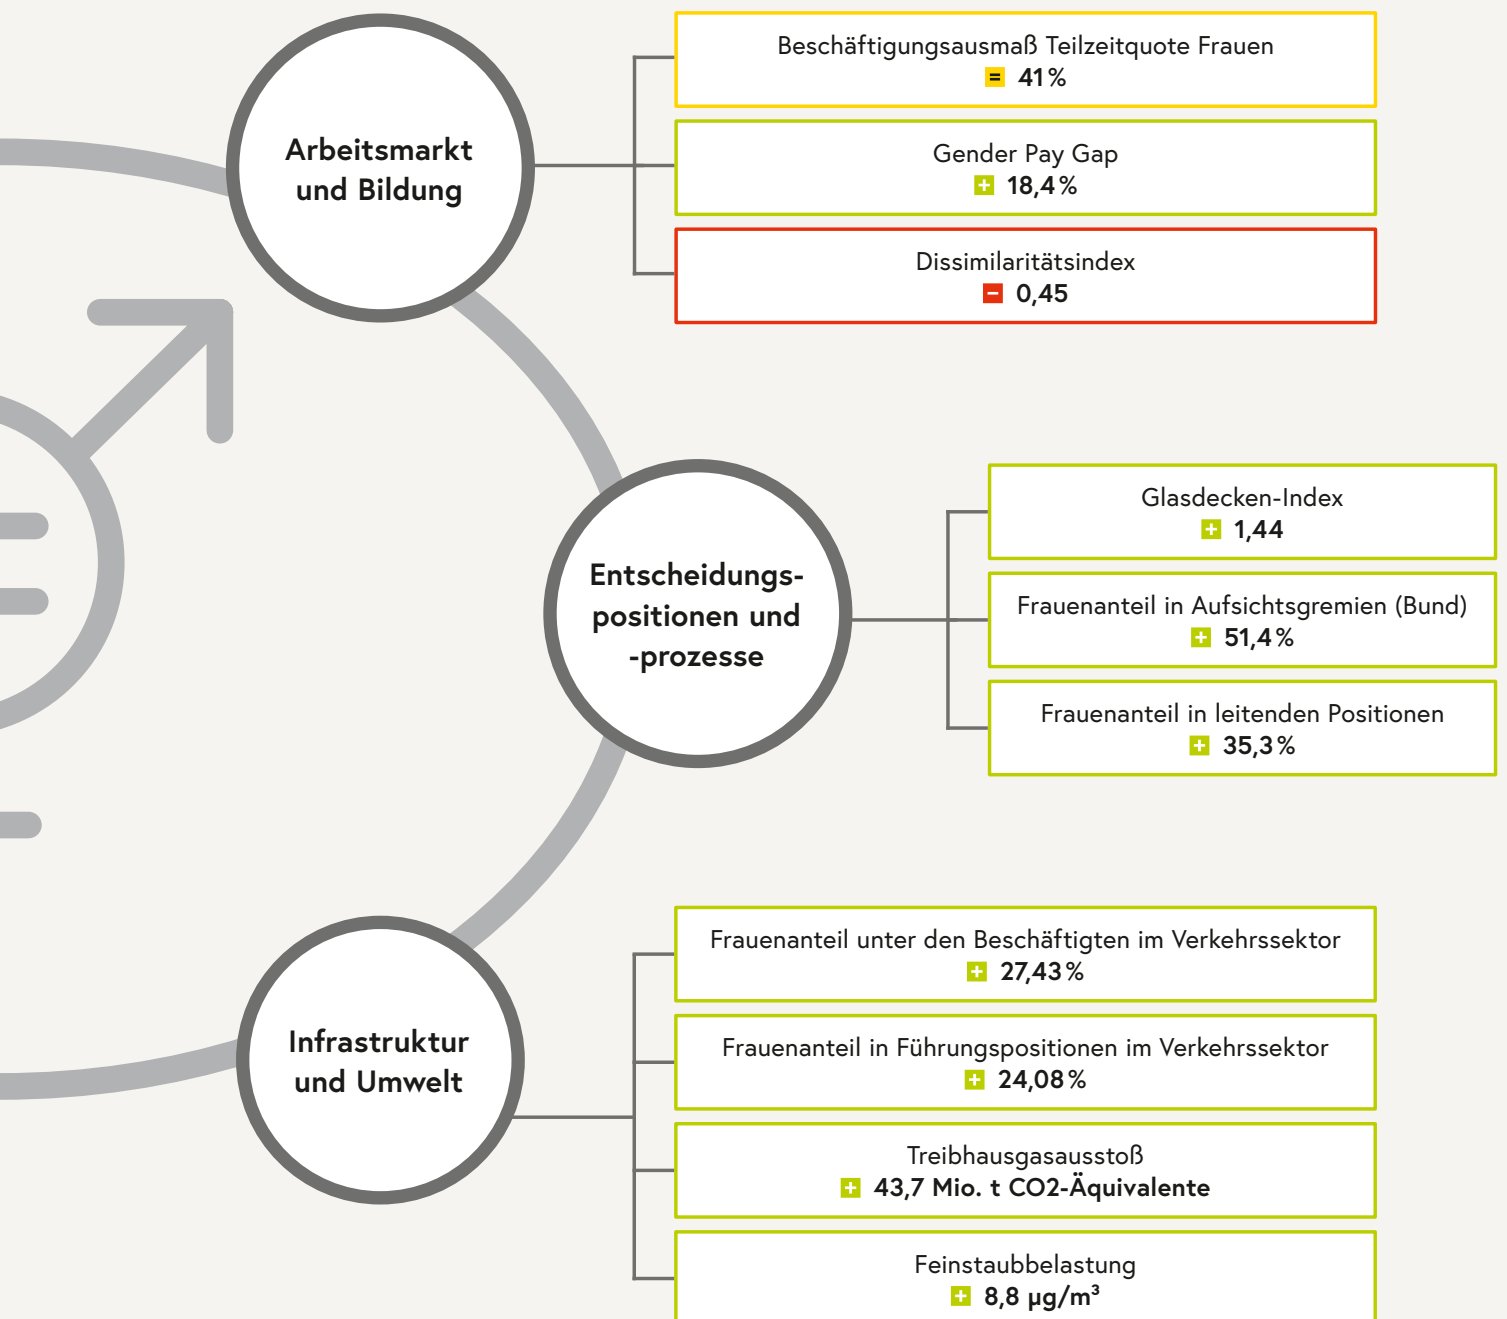 Arbeitsmarkt
und Bildung
Beschäftigungsausmaß Teilzeitquote Frauen
= 41 %
Gender Pay Gap
+ 18,4 %
Dissimilaritätsindex
− 0,45
Entscheidungs-
positionen und
-prozesse
Glasdecken-Index
+ 1,44
Frauenanteil in Aufsichtsgremien (Bund)
+ 51,4 %
Frauenanteil in leitenden Positionen
+ 35,3 %
Infrastruktur
und Umwelt
Frauenanteil unter den Beschäftigten im Verkehrssektor
+ 27,43 %
Frauenanteil in Führungspositionen im Verkehrssektor
+ 24,08 %
Treibhausgasausstoß
+ 43,7 Mio. t CO2-Äquivalente
Feinstaubbelastung
+ 8,8 µg/m³